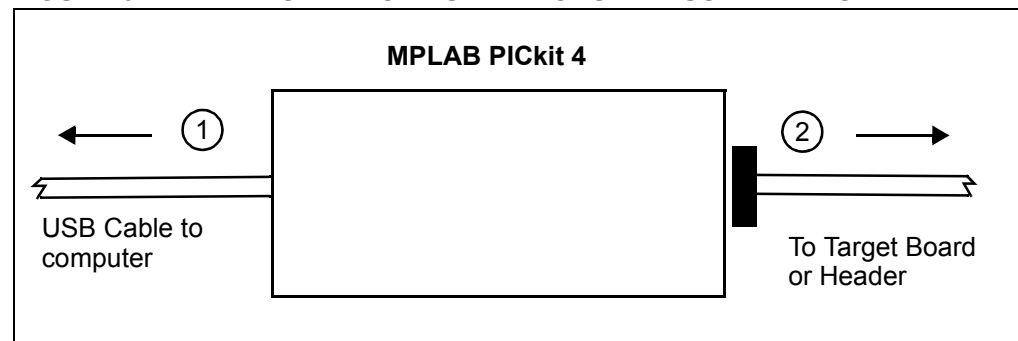 MPLAB PICkit 4
1
2
USB Cable to
computer
To Target Board
or Header